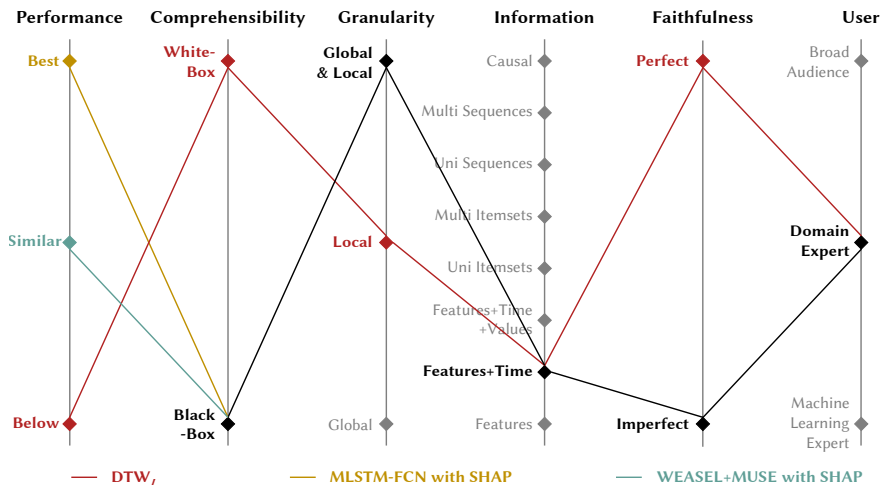 Performance Comprehensibility Granularity Information Faithfulness User
Best
Similar
Below
White-
Box
Black
-Box
Global
& Local
Local
Global
Causal
Multi Sequences
Uni Sequences
Multi Itemsets
Uni Itemsets
Features+Time
+Values
Features+Time
Features
Perfect
Imperfect
Broad
Audience
Domain
Expert
Machine
Learning
Expert
DTW_I MLSTM-FCN with SHAP WEASEL+MUSE with SHAP